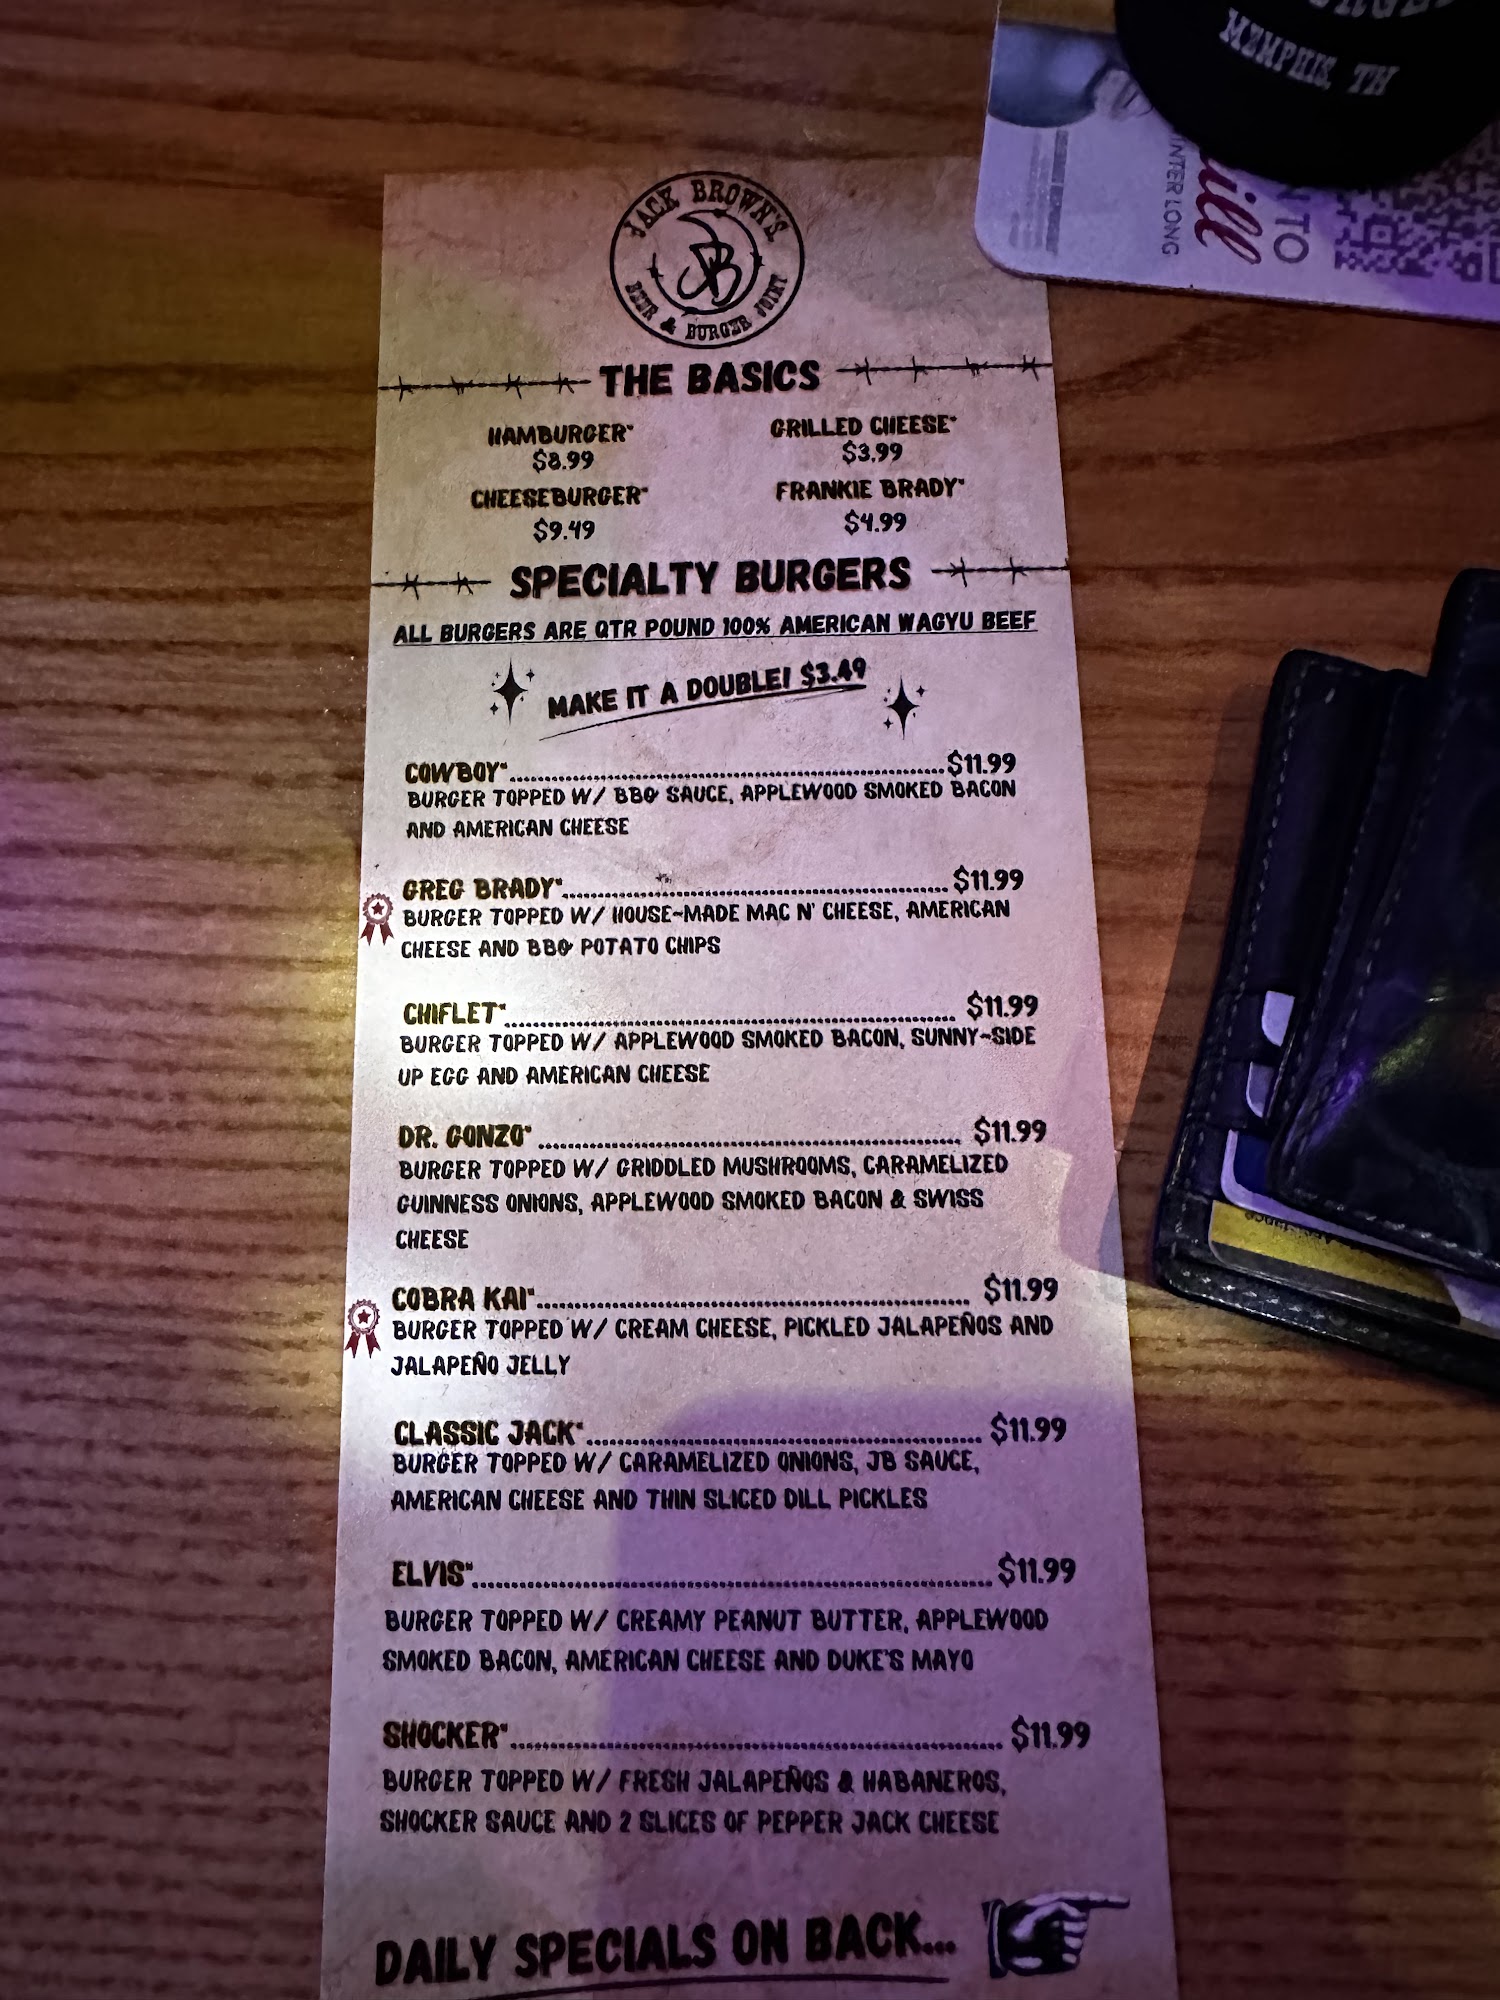 JACK BROWN'S
JB
BEER & BURGER JOINT
THE BASICS
HAMBURGER*
$8.99
GRILLED CHEESE*
$3.99
CHEESEBURGER*
$9.49
FRANKIE BRADY*
$4.99
SPECIALTY BURGERS
ALL BURGERS ARE QTR POUND 100% AMERICAN WAGYU BEEF
MAKE IT A DOUBLE! $3.49
COWBOY*.....$11.99
BURGER TOPPED W/ BBQ SAUCE, APPLEWOOD SMOKED BACON
AND AMERICAN CHEESE
GREG BRADY*.....$11.99
BURGER TOPPED W/ HOUSE-MADE MAC N' CHEESE, AMERICAN
CHEESE AND BBQ POTATO CHIPS
CHIFLET*.....$11.99
BURGER TOPPED W/ APPLEWOOD SMOKED BACON, SUNNY-SIDE
UP EGG AND AMERICAN CHEESE
DR. GONZO*.....$11.99
BURGER TOPPED W/ GRIDDLED MUSHROOMS, CARAMELIZED
GUINNESS ONIONS, APPLEWOOD SMOKED BACON & SWISS
CHEESE
COBRA KAI*.....$11.99
BURGER TOPPED W/ CREAM CHEESE, PICKLED JALAPEÑOS AND
JALAPEÑO JELLY
CLASSIC JACK*.....$11.99
BURGER TOPPED W/ CARAMELIZED ONIONS, JB SAUCE,
AMERICAN CHEESE AND THIN SLICED DILL PICKLES
ELVIS*.....$11.99
BURGER TOPPED W/ CREAMY PEANUT BUTTER, APPLEWOOD
SMOKED BACON, AMERICAN CHEESE AND DUKE'S MAYO
SHOCKER*.....$11.99
BURGER TOPPED W/ FRESH JALAPEÑOS & HABANEROS,
SHOCKER SAUCE AND 2 SLICES OF PEPPER JACK CHEESE
DAILY SPECIALS ON BACK...
MEMPHIS, TN
NTER LONG
ill
N TO